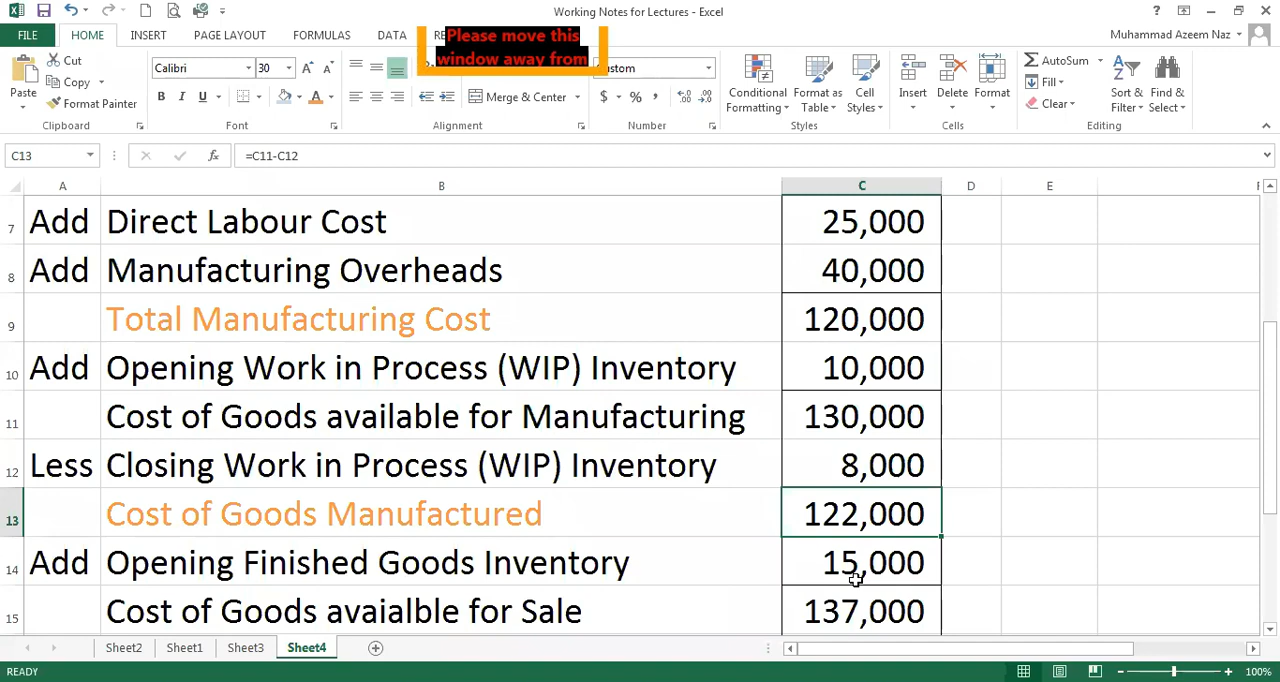 Working Notes for Lectures - Excel
FILE HOME INSERT PAGE LAYOUT FORMULAS DATA RE Muhammad Azeem Naz
Please move this
window away from
Paste Cut Copy Format Painter
Calibri 30
B I U
Merge & Center
ustom
$ % ,
Conditional Formatting Format as Table Cell Styles
Insert Delete Format
AutoSum Fill Clear
Sort & Filter Find & Select
Clipboard Font Alignment Number Styles Cells Editing
C13 fx =C11-C12
A B C D E F
7 Add Direct Labour Cost 25,000
8 Add Manufacturing Overheads 40,000
9 Total Manufacturing Cost 120,000
10 Add Opening Work in Process (WIP) Inventory 10,000
11 Cost of Goods available for Manufacturing 130,000
12 Less Closing Work in Process (WIP) Inventory 8,000
13 Cost of Goods Manufactured 122,000
14 Add Opening Finished Goods Inventory 15,000
15 Cost of Goods avaialble for Sale 137,000
Sheet2 Sheet1 Sheet3 Sheet4
READY 100%